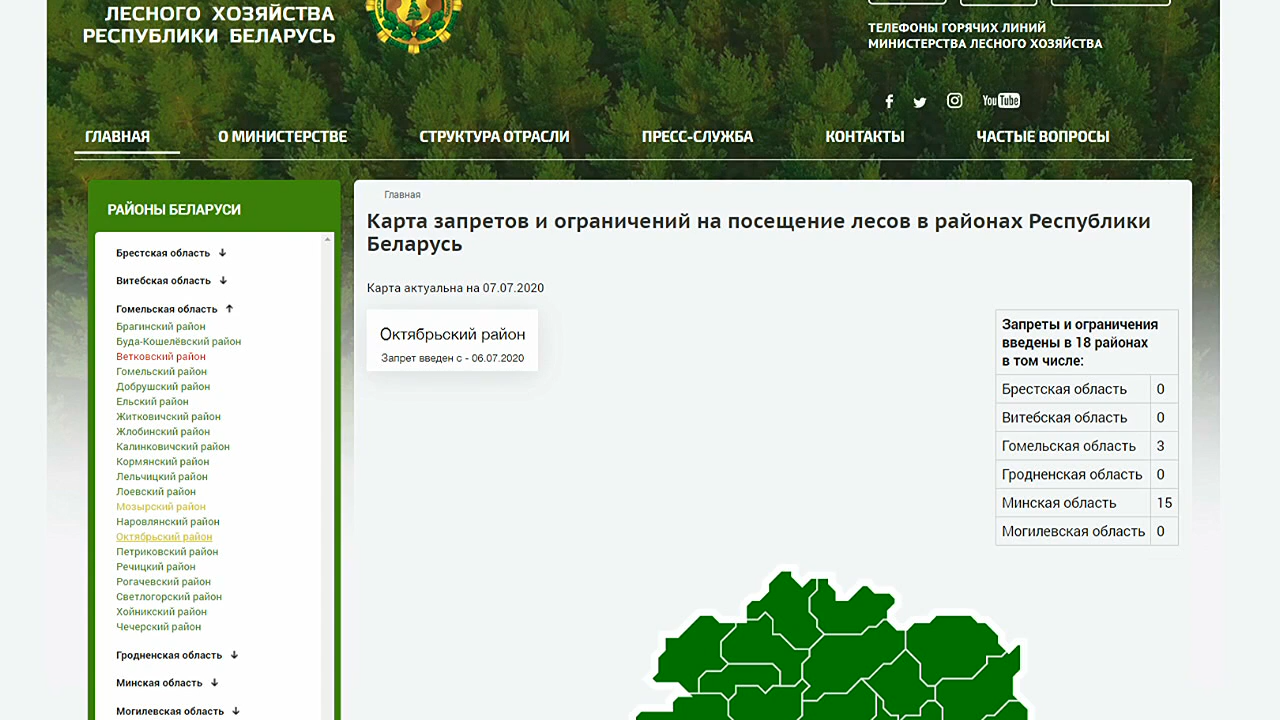 ЛЕСНОГО ХОЗЯЙСТВА
РЕСПУБЛИКИ БЕЛАРУСЬ
ТЕЛЕФОНЫ ГОРЯЧИХ ЛИНИЙ
МИНИСТЕРСТВА ЛЕСНОГО ХОЗЯЙСТВА
You Tube
ГЛАВНАЯ О МИНИСТЕРСТВЕ СТРУКТУРА ОТРАСЛИ ПРЕСС-СЛУЖБА КОНТАКТЫ ЧАСТЫЕ ВОПРОСЫ
РАЙОНЫ БЕЛАРУСИ
Брестская область
Витебская область
Гомельская область
Брагинский район
Буда-Кошелёвский район
Ветковский район
Гомельский район
Добрушский район
Ельский район
Житковичский район
Жлобинский район
Калинковичский район
Кормянский район
Лельчицкий район
Лоевский район
Мозырский район
Наровлянский район
Октябрьский район
Петриковский район
Речицкий район
Рогачевский район
Светлогорский район
Хойникский район
Чечерский район
Гродненская область
Минская область
Могилевская область
Главная
Карта запретов и ограничений на посещение лесов в районах Республики
Беларусь
Карта актуальна на 07.07.2020
Октябрьский район
Запрет введен с - 06.07.2020
Запреты и ограничения
введены в 18 районах
в том числе:
Брестская область 0
Витебская область 0
Гомельская область 3
Гродненская область 0
Минская область 15
Могилевская область 0